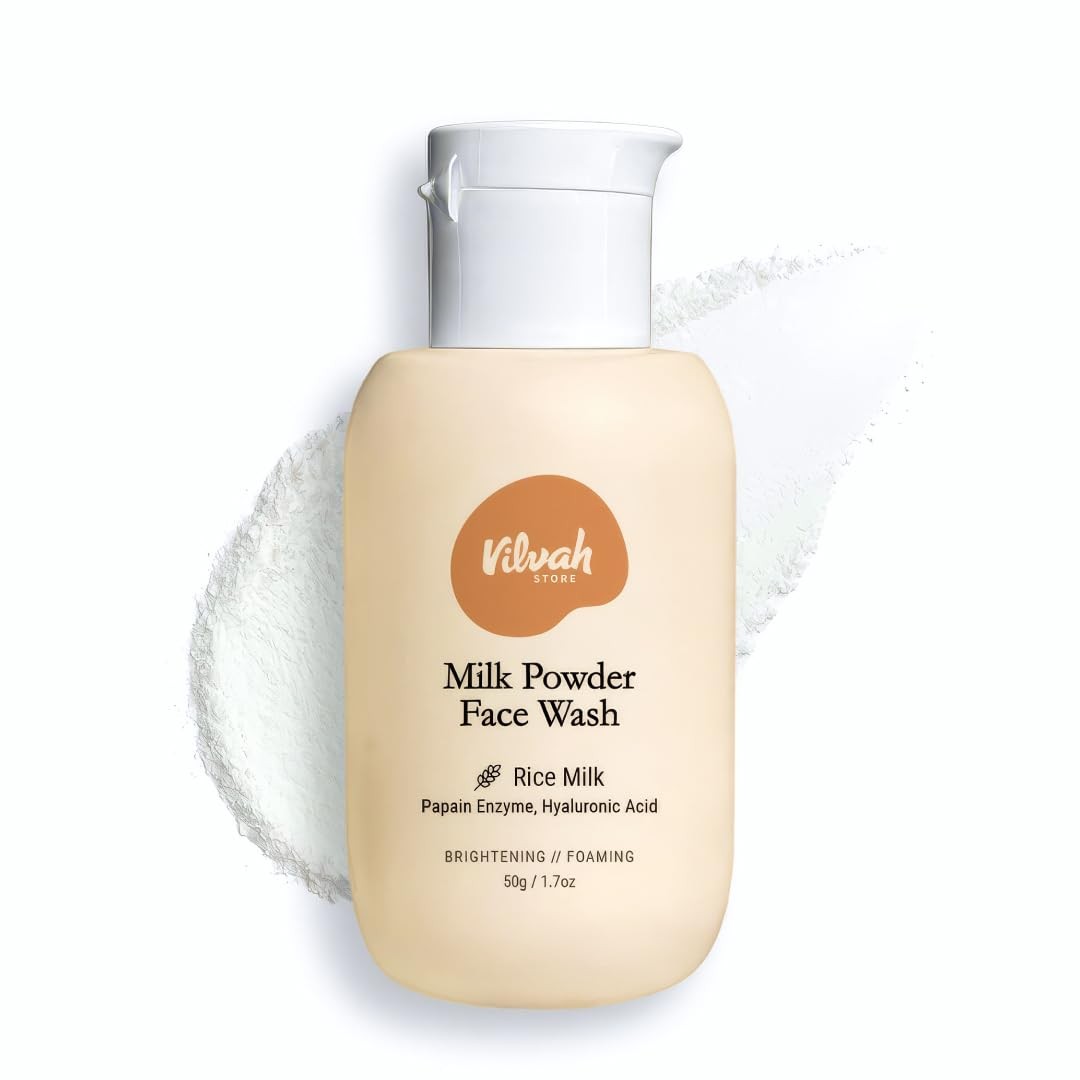 Vilvah
STORE
Milk Powder
Face Wash
Rice Milk
Papain Enzyme, Hyaluronic Acid
BRIGHTENING // FOAMING
50g / 1.7oz